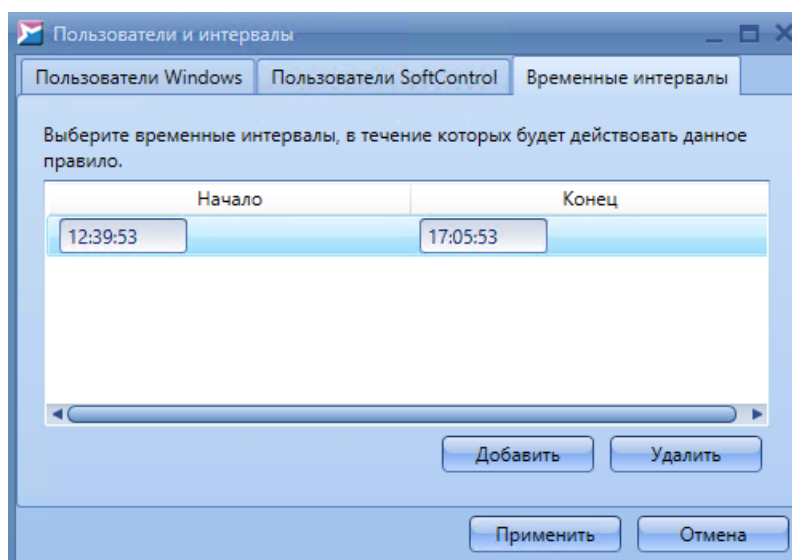 Пользователи и интервалы
Пользователи Windows Пользователи SoftControl Временные интервалы
Выберите временные интервалы, в течение которых будет действовать данное
правило.
Начало Конец
12:39:53 17:05:53
Добавить Удалить
Применить Отмена